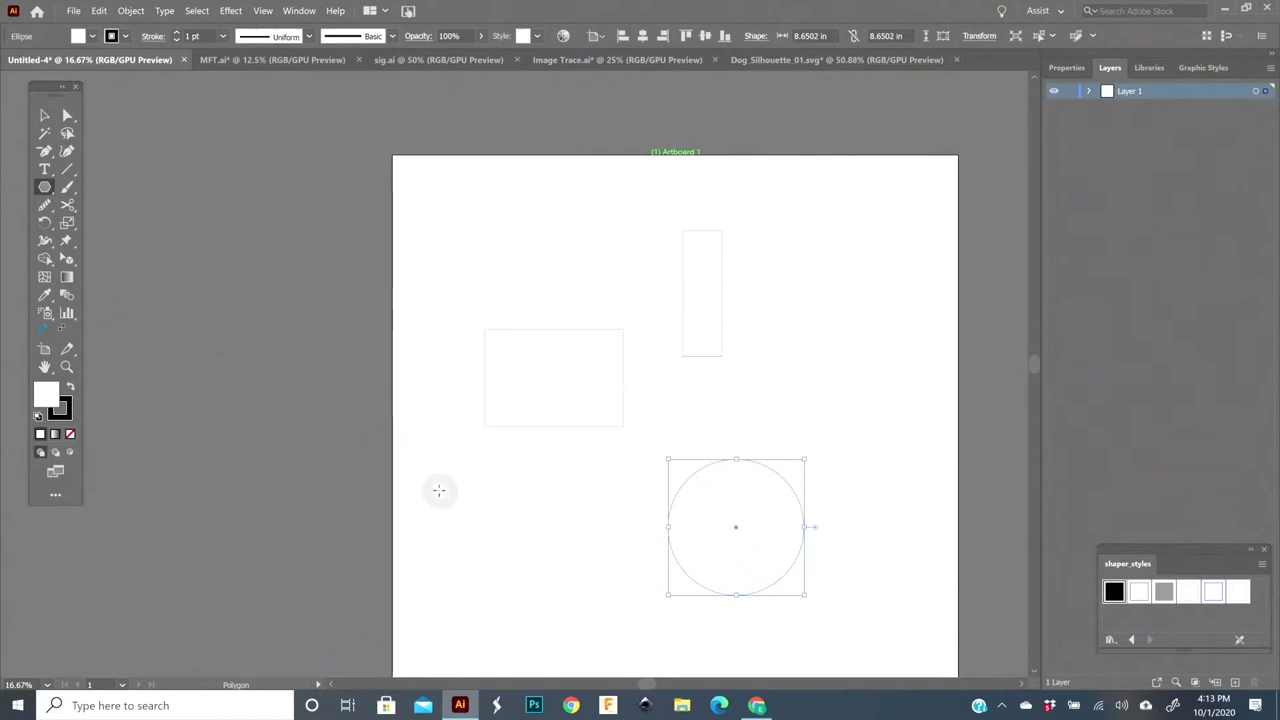 Ai File Edit Object Type Select Effect View Window Help Assist Search Adobe Stock
Ellipse Stroke: 1 pt Uniform Basic Opacity: 100% Style: Shape: 8.6502 in 8.6502 in Transform
Untitled-4* @ 16.67% (RGB/GPU Preview) × MFT.ai* @ 12.5% (RGB/GPU Preview) × sig.ai @ 50% (RGB/GPU Preview) × Image Trace.ai* @ 25% (RGB/GPU Preview) × Dog_Silhouette_01.svg* @ 50.88% (RGB/GPU Preview) ×
Properties Layers Libraries Graphic Styles
Layer 1
(1) Artboard 1
shaper_styles
16.67% 1 Polygon 1 Layer
Type here to search Ai Ps F E 4:13 PM
10/1/2020